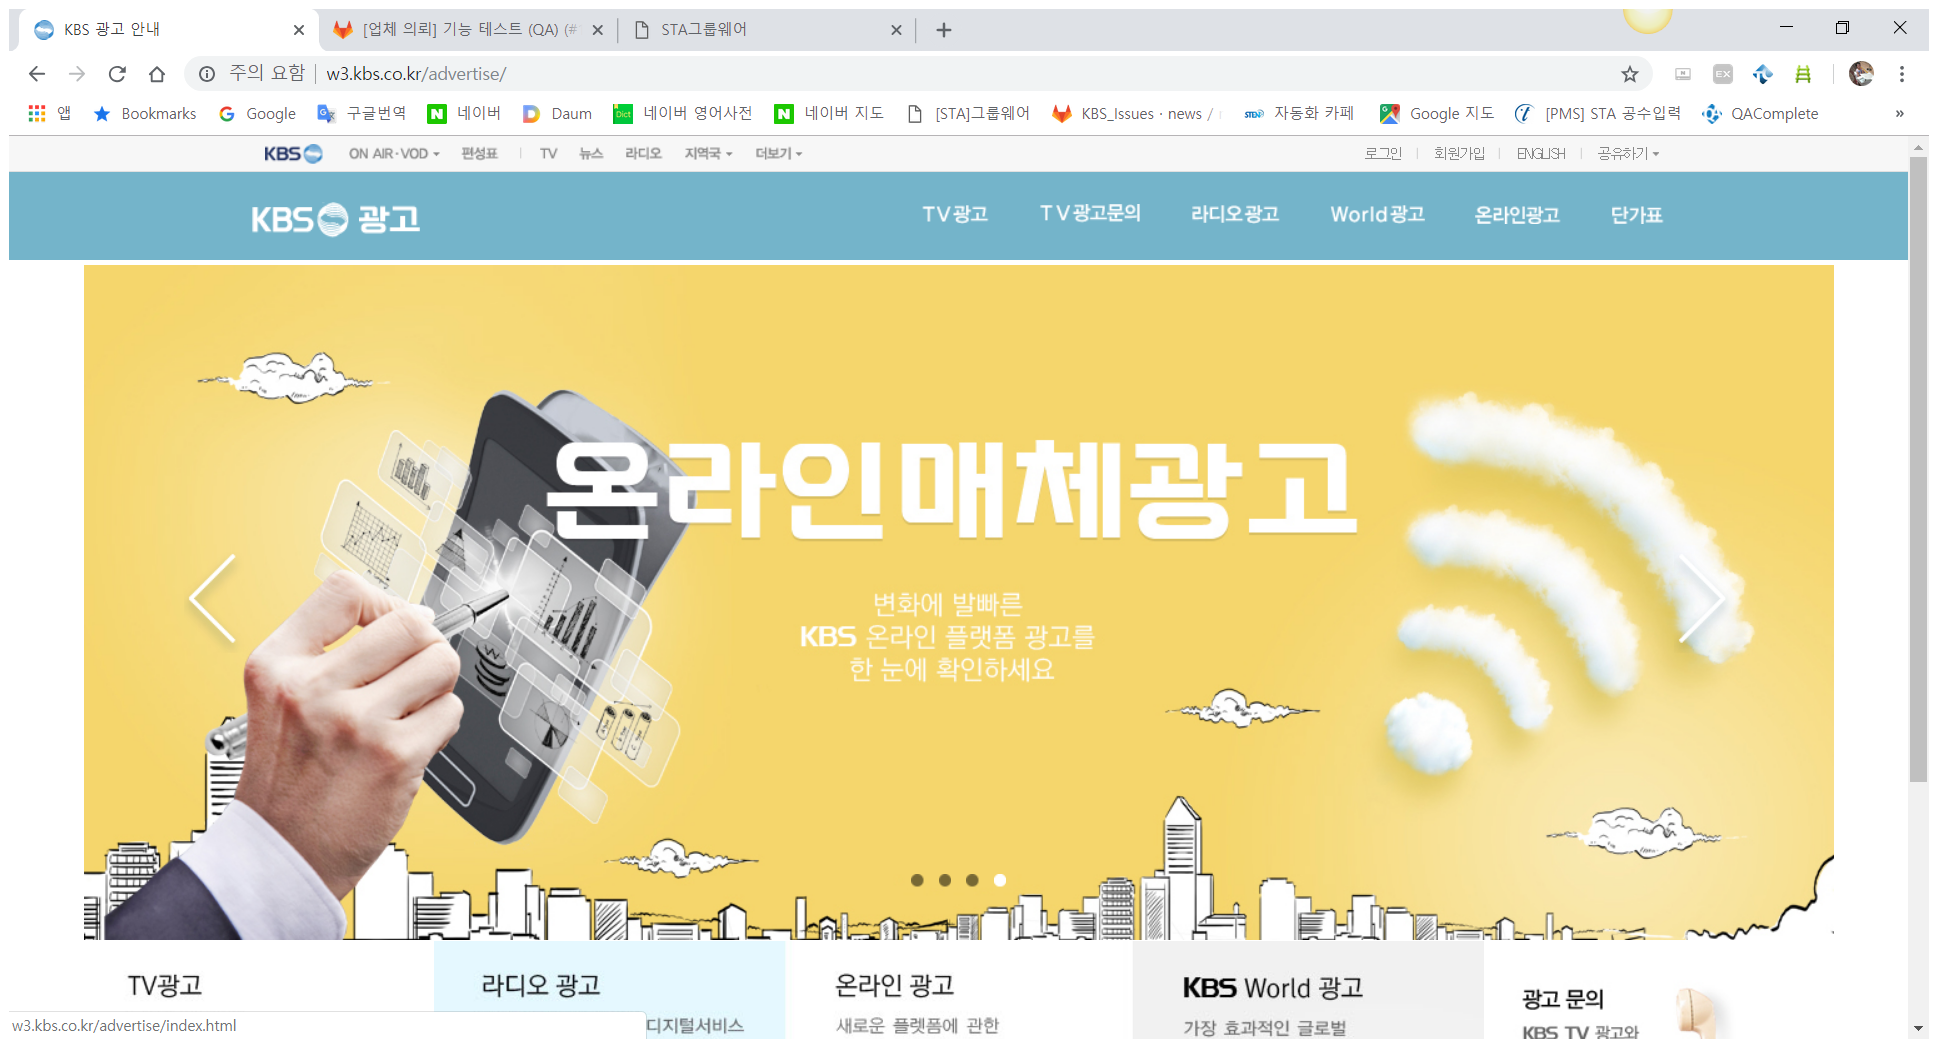 KBS 광고 안내
[업체 의뢰] 기능 테스트 (QA) (#
STA그룹웨어
주의 요함 w3.kbs.co.kr/advertise/
앱 Bookmarks Google 구글번역 네이버 Daum 네이버 영어사전 네이버 지도 [STA]그룹웨어 KBS_Issues · news / 자동화 카페 Google 지도 [PMS] STA 공수입력 QAComplete »
KBS ON AIR·VOD 편성표 TV 뉴스 라디오 지역국 더보기 로그인 회원가입 ENGLISH 공유하기
KBS 광고 TV광고 TV광고문의 라디오광고 World광고 온라인광고 단가표
온라인매체광고
변화에 발빠른
KBS 온라인 플랫폼 광고를
한 눈에 확인하세요
TV광고
라디오 광고
디지털서비스
온라인 광고
새로운 플렛폼에 관한
KBS World 광고
가장 효과적인 글로벌
광고 문의
KBS TV 광고와
w3.kbs.co.kr/advertise/index.html